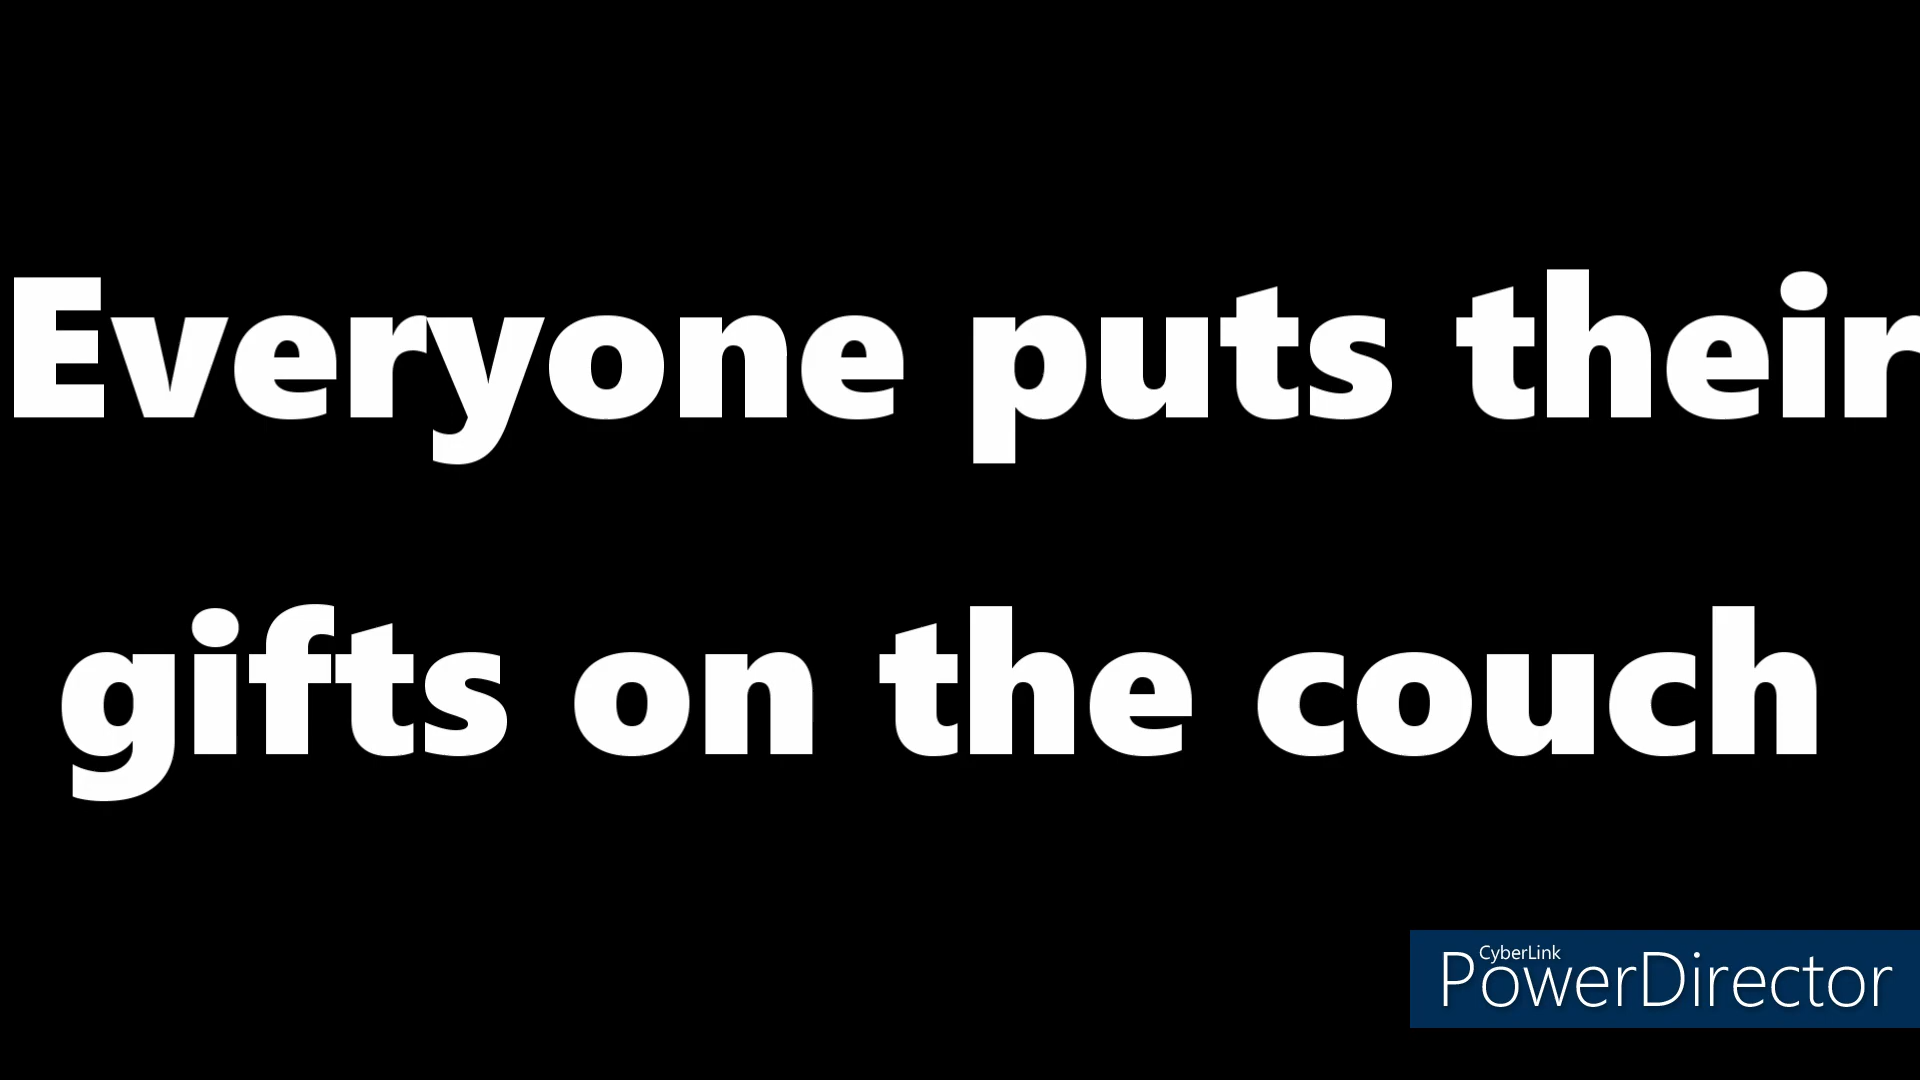 Everyone puts their
gifts on the couch
CyberLink
PowerDirector